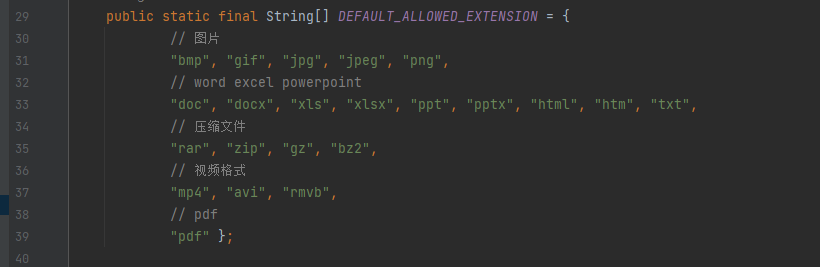 29 public static final String[] DEFAULT_ALLOWED_EXTENSION = {
30 // 图片
31 "bmp", "gif", "jpg", "jpeg", "png",
32 // word excel powerpoint
33 "doc", "docx", "xls", "xlsx", "ppt", "pptx", "html", "htm", "txt",
34 // 压缩文件
35 "rar", "zip", "gz", "bz2",
36 // 视频格式
37 "mp4", "avi", "rmvb",
38 // pdf
39 "pdf" };
40